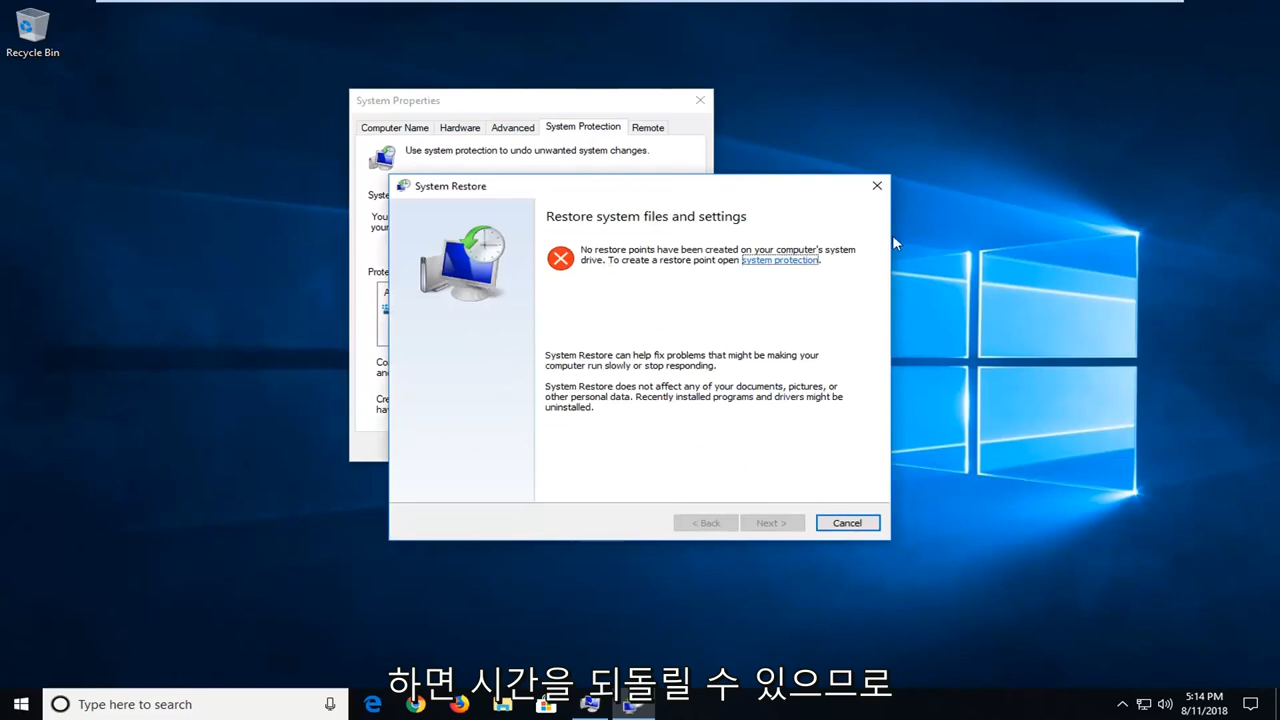 Recycle Bin
System Properties
Computer Name Hardware Advanced System Protection Remote
Use system protection to undo unwanted system changes.
System Restore
Restore system files and settings
No restore points have been created on your computer's system
drive. To create a restore point open system protection.
System Restore can help fix problems that might be making your
computer run slowly or stop responding.
System Restore does not affect any of your documents, pictures, or
other personal data. Recently installed programs and drivers might be
uninstalled.
< Back Next > Cancel
하면 시간을 되돌릴 수 있으므로
Type here to search
5:14 PM
8/11/2018